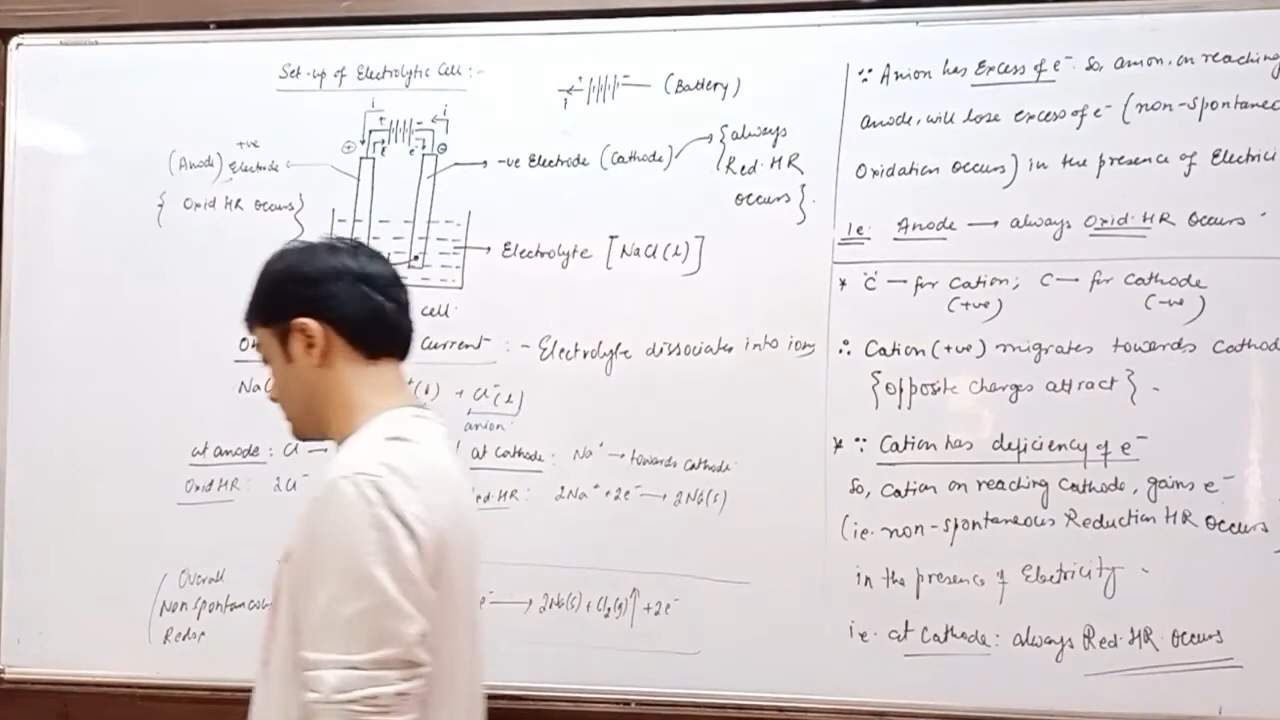 Set-up of Electrolytic Cell :-
(Battery)
i
i
+ -
e⁻ e⁻
⊕ ⊖
+ve
(Anode) Electrode
{ Oxid HR Occurs }
-ve Electrode (Cathode) → { always
Red. HR
occurs }.
→ Electrolyte [NaCl(l)]
cell.
Current :- Electrolyte dissociates into ions
+ Cl⁻(l)
anion
at anode : Cl →
Oxid HR : 2Cl⁻
at Cathode : Na⁺ → towards cathode
HR : 2Na⁺ + 2e⁻ → 2Na(s)
Overall
Non spontaneous
e⁻ → 2Na(s) + Cl₂(g)↑ + 2e⁻
∵ Anion has Excess of e⁻. So, anion, on reaching
anode, will lose excess of e⁻ (non-spontaneo
Oxidation occurs) in the presence of Electrici
ie: Anode → always Oxid. HR Occurs
* 'C' — for Cation; C — for Cathode
(+ve) (-ve)
∴ Cation (+ve) migrates towards Cathod
{opposite charges attract}.
* ∵ Cation has deficiency of e⁻
So, Cation on reaching Cathode, gains e⁻
(ie. non-spontaneous Reduction HR Occurs
in the presence of Electricity.
ie. at Cathode : always Red. HR. occurs